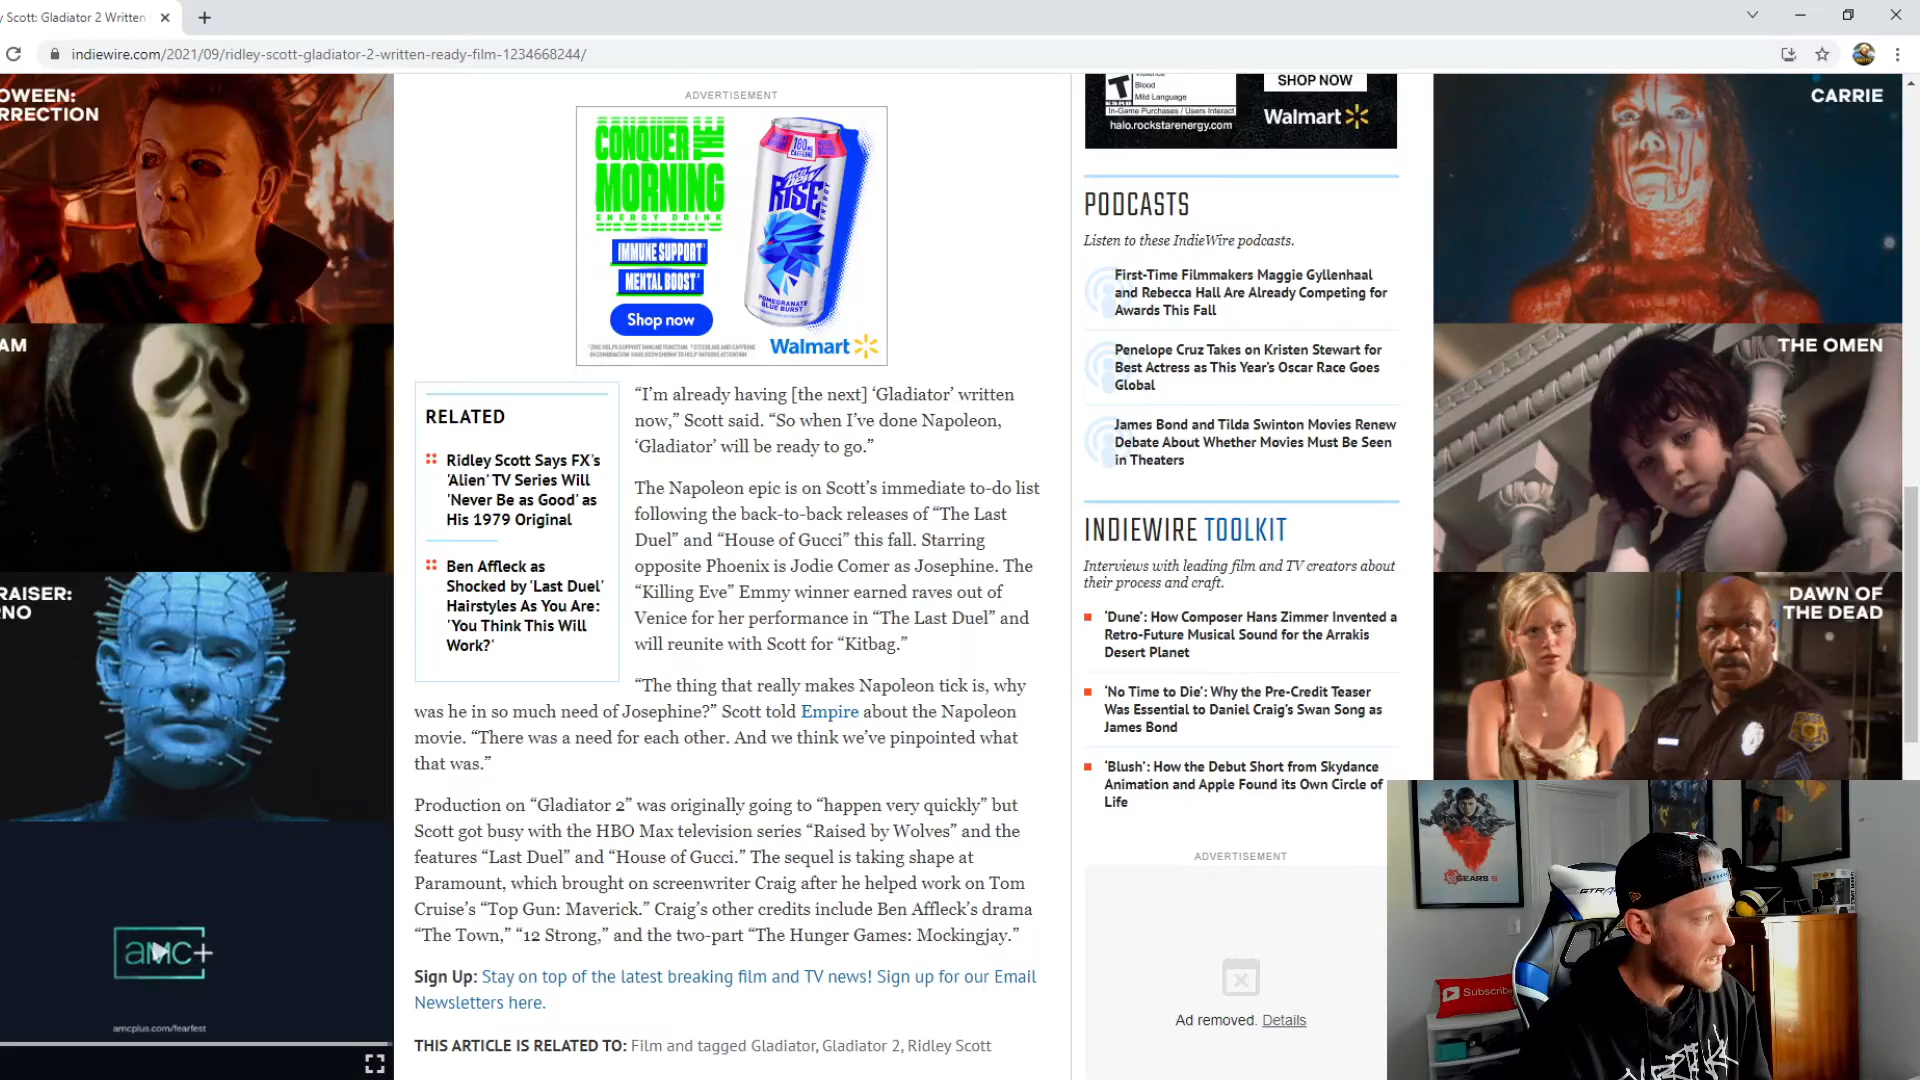 y Scott: Gladiator 2 Written
indiewire.com/2021/09/ridley-scott-gladiator-2-written-ready-film-1234668244/
OWEEN:
RRECTION
AM
RAISER:
RNO
amc+
amcplus.com/fearfest
ADVERTISEMENT
CONQUER THE
MORNING
ENERGY DRINK
IMMUNE SUPPORT
MENTAL BOOST
Shop now
180
MTN DEW
RISE
ENERGY
POMEGRANATE
BLUE BURST
Walmart
RELATED
Ridley Scott Says FX's
'Alien' TV Series Will
'Never Be as Good' as
His 1979 Original
Ben Affleck as
Shocked by 'Last Duel'
Hairstyles As You Are:
'You Think This Will
Work?'
“I’m already having [the next] ‘Gladiator’ written
now,” Scott said. “So when I’ve done Napoleon,
‘Gladiator’ will be ready to go.”
The Napoleon epic is on Scott’s immediate to-do list
following the back-to-back releases of “The Last
Duel” and “House of Gucci” this fall. Starring
opposite Phoenix is Jodie Comer as Josephine. The
“Killing Eve” Emmy winner earned raves out of
Venice for her performance in “The Last Duel” and
will reunite with Scott for “Kitbag.”
“The thing that really makes Napoleon tick is, why
was he in so much need of Josephine?” Scott told Empire about the Napoleon
movie. “There was a need for each other. And we think we’ve pinpointed what
that was.”
Production on “Gladiator 2” was originally going to “happen very quickly” but
Scott got busy with the HBO Max television series “Raised by Wolves” and the
features “Last Duel” and “House of Gucci.” The sequel is taking shape at
Paramount, which brought on screenwriter Craig after he helped work on Tom
Cruise’s “Top Gun: Maverick.” Craig’s other credits include Ben Affleck’s drama
“The Town,” “12 Strong,” and the two-part “The Hunger Games: Mockingjay.”
Sign Up: Stay on top of the latest breaking film and TV news! Sign up for our Email
Newsletters here.
THIS ARTICLE IS RELATED TO: Film and tagged Gladiator, Gladiator 2, Ridley Scott
T
ESRB
Blood
Mild Language
In-Game Purchases / Users Interact
halo.rockstarenergy.com
SHOP NOW
Walmart
PODCASTS
Listen to these IndieWire podcasts.
First-Time Filmmakers Maggie Gyllenhaal
and Rebecca Hall Are Already Competing for
Awards This Fall
Penelope Cruz Takes on Kristen Stewart for
Best Actress as This Year's Oscar Race Goes
Global
James Bond and Tilda Swinton Movies Renew
Debate About Whether Movies Must Be Seen
in Theaters
INDIEWIRE TOOLKIT
Interviews with leading film and TV creators about
their process and craft.
'Dune': How Composer Hans Zimmer Invented a
Retro-Future Musical Sound for the Arrakis
Desert Planet
'No Time to Die': Why the Pre-Credit Teaser
Was Essential to Daniel Craig's Swan Song as
James Bond
'Blush': How the Debut Short from Skydance
Animation and Apple Found its Own Circle of
Life
ADVERTISEMENT
Ad removed. Details
CARRIE
THE OMEN
DAWN OF
THE DEAD
GEARS 5
GTR
Subscribe